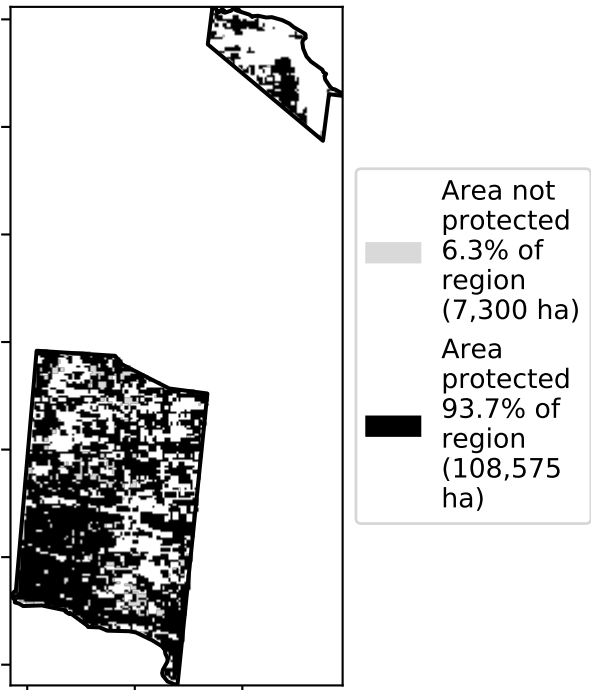 Area not
protected
6.3% of
region
(7,300 ha)
Area
protected
93.7% of
region
(108,575
ha)